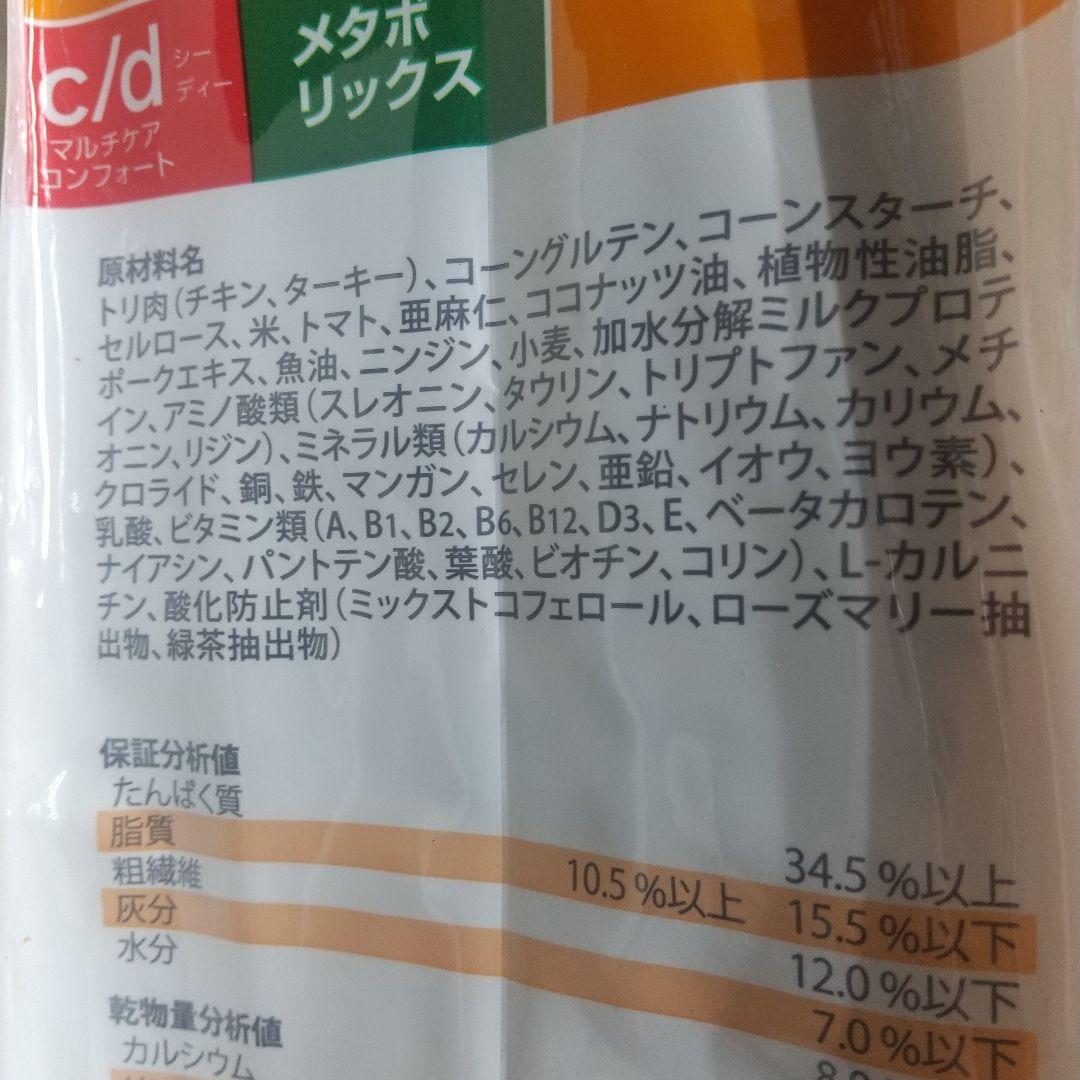 c/d シー
ディー
マルチケア
コンフォート
メタボ
リックス
原材料名
トリ肉（チキン、ターキー）、コーングルテン、コーンスターチ、
セルロース、米、トマト、亜麻仁、ココナッツ油、植物性油脂、
ポークエキス、魚油、ニンジン、小麦、加水分解ミルクプロテ
イン、アミノ酸類（スレオニン、タウリン、トリプトファン、メチ
オニン、リジン）、ミネラル類（カルシウム、ナトリウム、カリウム、
クロライド、銅、鉄、マンガン、セレン、亜鉛、イオウ、ヨウ素）、
乳酸、ビタミン類（A、B1、B2、B6、B12、D3、E、ベータカロテン、
ナイアシン、パントテン酸、葉酸、ビオチン、コリン）、L-カルニ
チン、酸化防止剤（ミックストコフェロール、ローズマリー抽
出物、緑茶抽出物）
保証分析値
たんぱく質 34.5％以上
脂質 10.5％以上 15.5％以下
粗繊維 12.0％以下
灰分 7.0％以下
水分
乾物量分析値
カルシウム